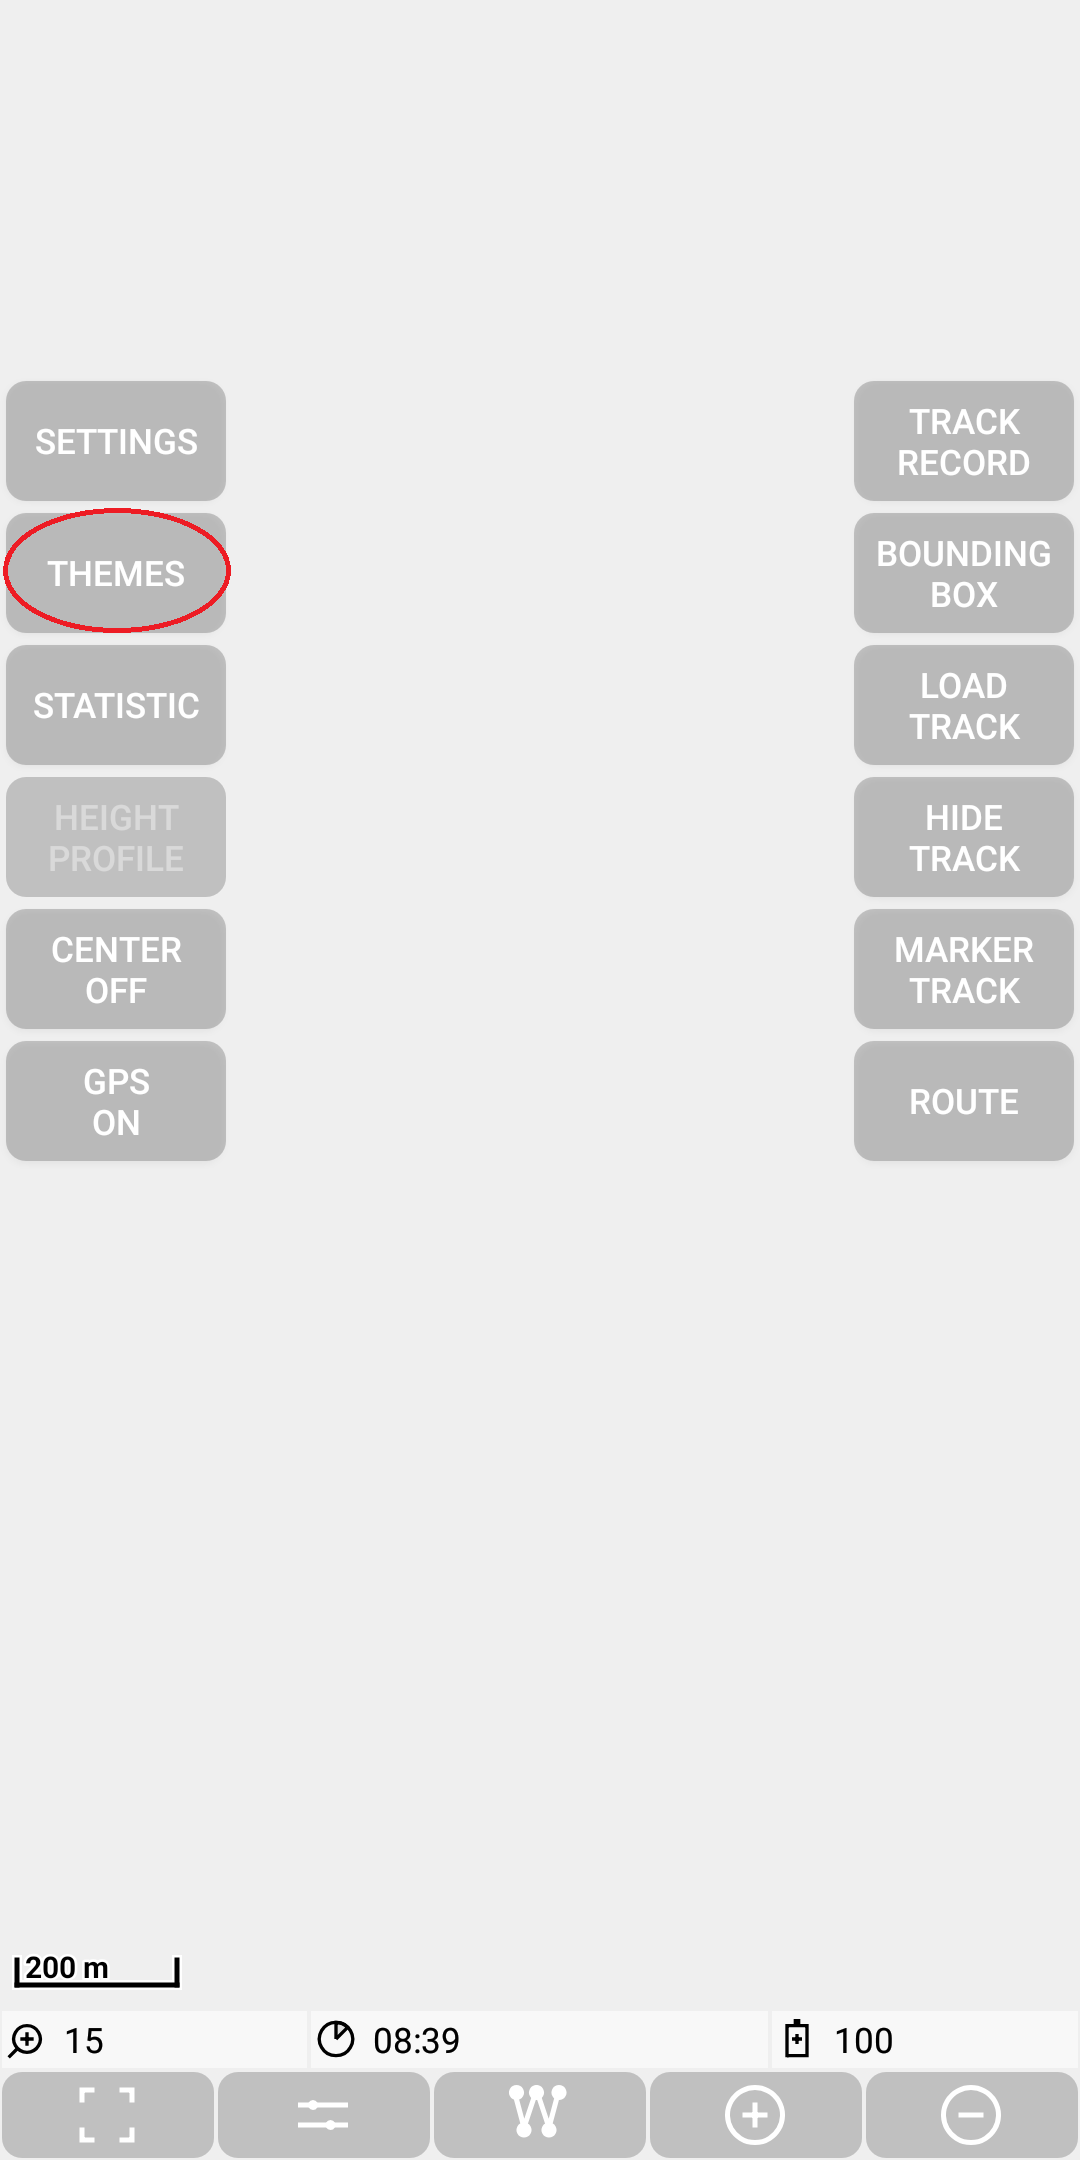 SETTINGS
THEMES
STATISTIC
HEIGHT
PROFILE
CENTER
OFF
GPS
ON
TRACK
RECORD
BOUNDING
BOX
LOAD
TRACK
HIDE
TRACK
MARKER
TRACK
ROUTE
200 m
15
08:39
100